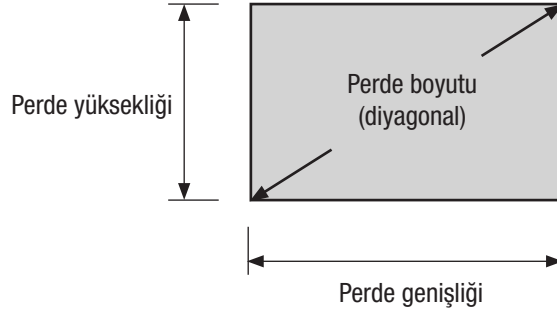 Perde yüksekliği
Perde boyutu
(diyagonal)
Perde genişliği